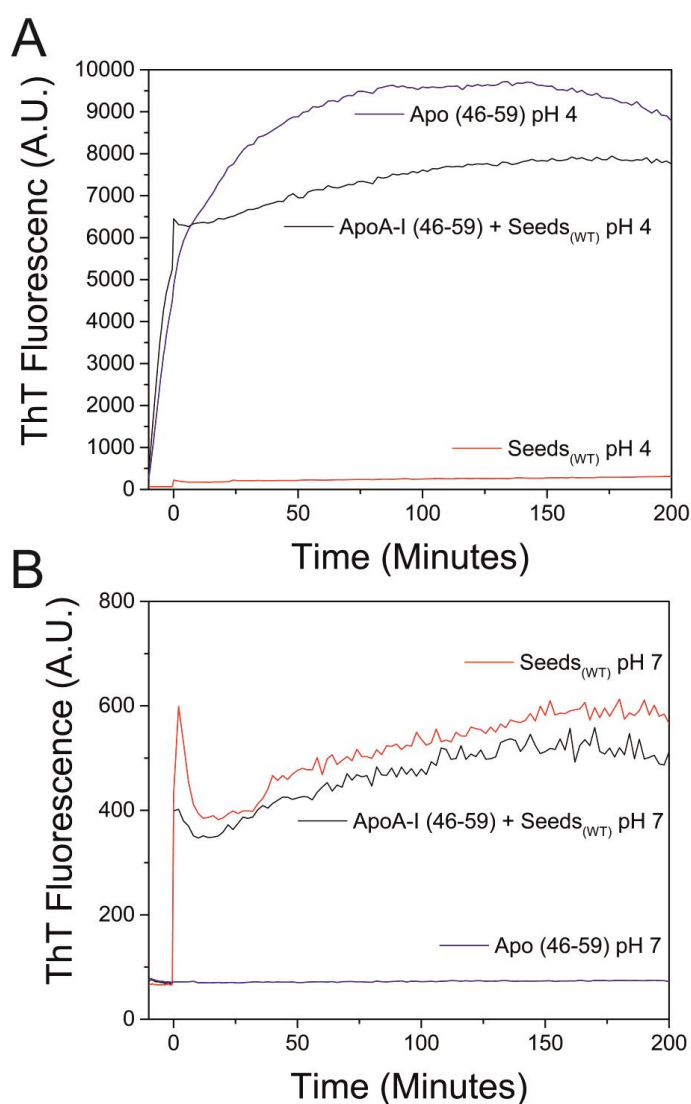 A
ThT Fluorescenc (A.U.)
10000
9000
8000
7000
6000
5000
4000
3000
2000
1000
0
Apo (46-59) pH 4
ApoA-I (46-59) + Seeds(WT) pH 4
Seeds(WT) pH 4
0 50 100 150 200
Time (Minutes)
B
ThT Fluorescence (A.U.)
800
600
400
200
0
Seeds(WT) pH 7
ApoA-I (46-59) + Seeds(WT) pH 7
Apo (46-59) pH 7
0 50 100 150 200
Time (Minutes)